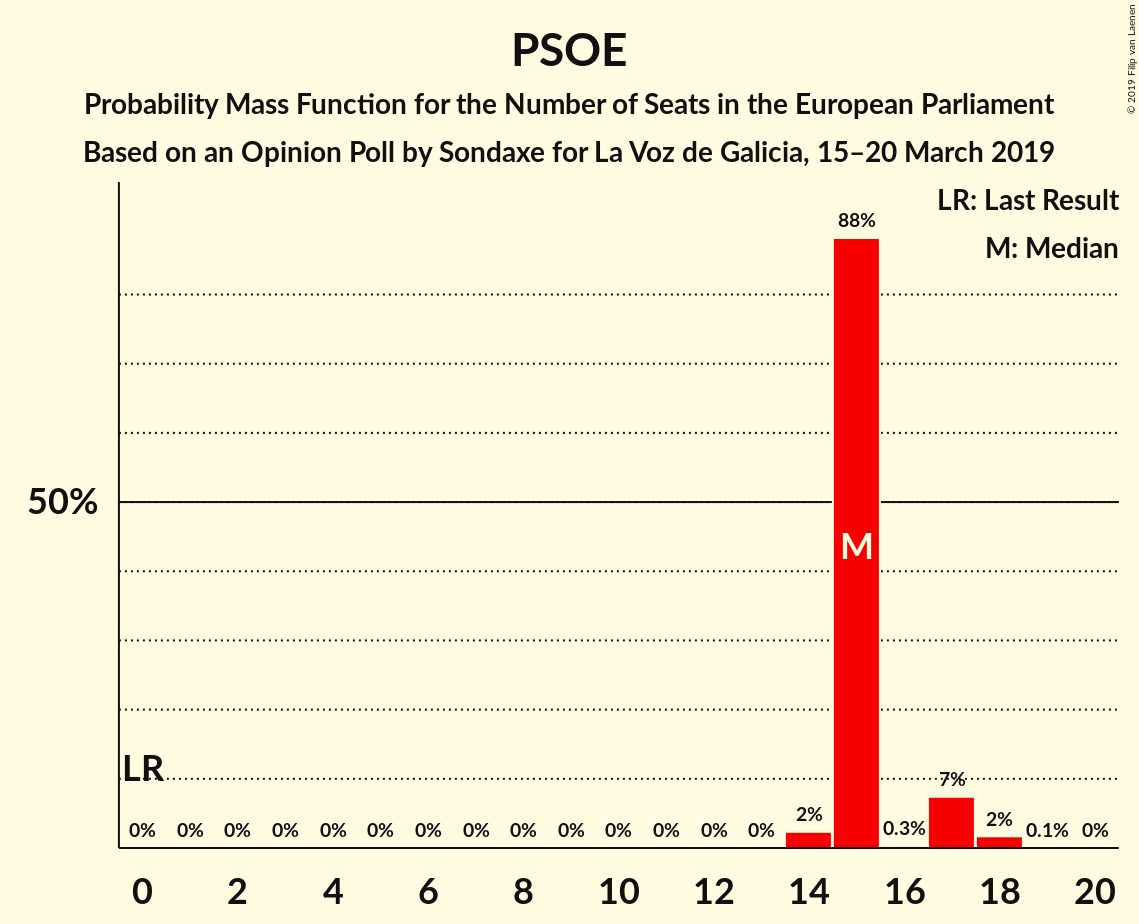 PSOE
Probability Mass Function for the Number of Seats in the European Parliament
Based on an Opinion Poll by Sondaxe for La Voz de Galicia, 15–20 March 2019
© 2019 Filip van Laenen
LR: Last Result
M: Median
88%
50%
M
LR
0% 0% 0% 0% 0% 0% 0% 0% 0% 0% 0% 0% 0% 0% 2% 0.3% 7% 2% 0.1% 0%
0 2 4 6 8 10 12 14 16 18 20